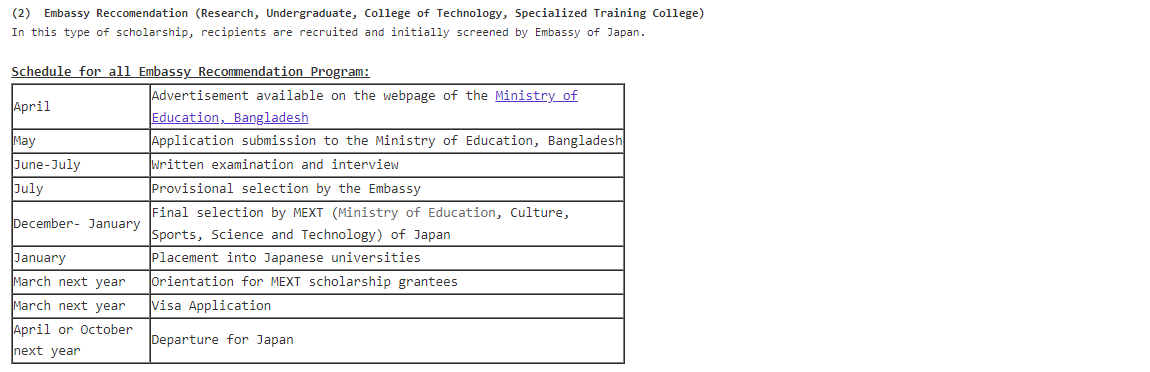 (2)  Embassy Reccomendation (Research, Undergraduate, College of Technology, Specialized Training College)
In this type of scholarship, recipients are recruited and initially screened by Embassy of Japan.
Schedule for all Embassy Recommendation Program:
April
Advertisement available on the webpage of the Ministry of
Education, Bangladesh
May
Application submission to the Ministry of Education, Bangladesh
June-July
Written examination and interview
July
Provisional selection by the Embassy
December- January
Final selection by MEXT (Ministry of Education, Culture,
Sports, Science and Technology) of Japan
January
Placement into Japanese universities
March next year
Orientation for MEXT scholarship grantees
March next year
Visa Application
April or October
next year
Departure for Japan